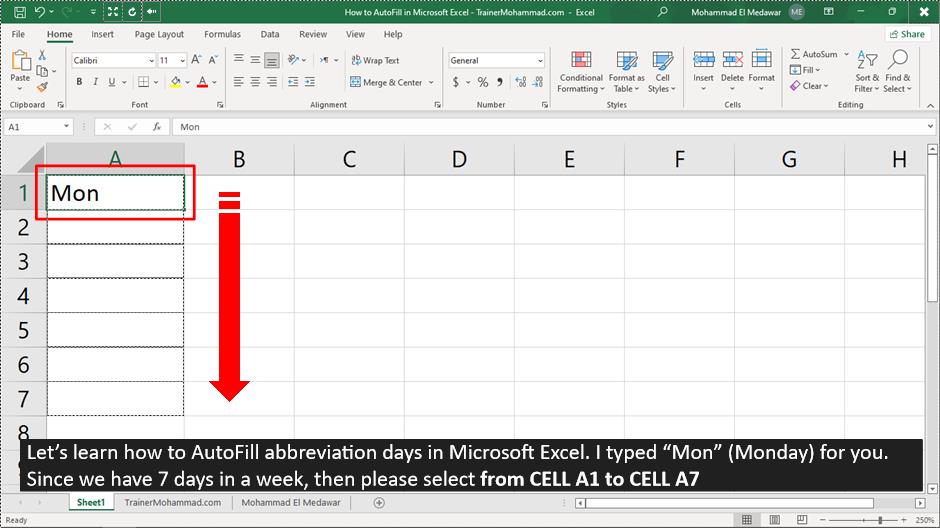 How to AutoFill in Microsoft Excel - TrainerMohammad.com - Excel
Mohammad El Medawar ME
File Home Insert Page Layout Formulas Data Review View Help Share
Paste
Calibri 11 A A
B I U A
Wrap Text
Merge & Center
General
$ % 9
Conditional Formatting
Format as Table
Cell Styles
Insert Delete Format
AutoSum
Fill
Clear
Sort & Filter
Find & Select
Clipboard Font Alignment Number Styles Cells Editing
A1 fx Mon
A B C D E F G H
1 Mon
2
3
4
5
6
7
8
Let's learn how to AutoFill abbreviation days in Microsoft Excel. I typed “Mon” (Monday) for you.
Since we have 7 days in a week, then please select from CELL A1 to CELL A7
Sheet1 TrainerMohammad.com Mohammad El Medawar
Ready 250%